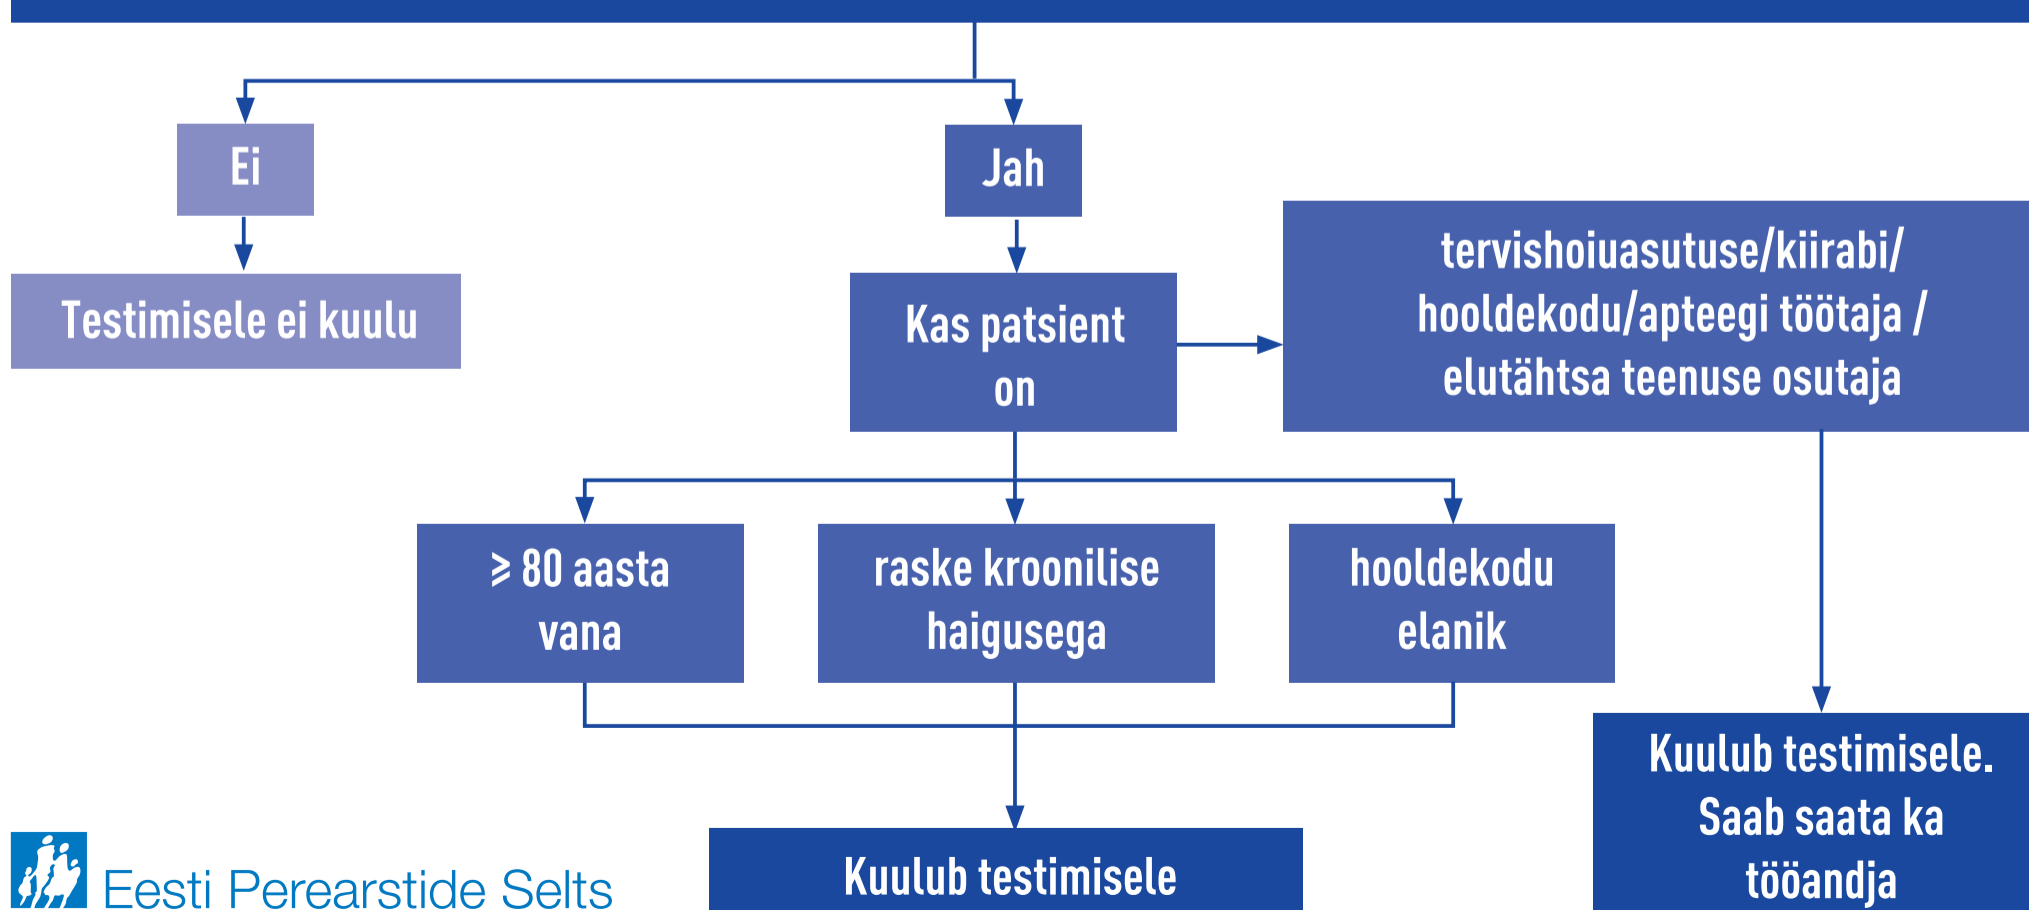 Ei
Jah
Testimisele ei kuulu
Kas patsient
on
tervishoiuasutuse/kiirabi/
hooldekodu/apteegi töötaja /
elutähtsa teenuse osutaja
≥ 80 aasta
vana
raske kroonilise
haigusega
hooldekodu
elanik
Kuulub testimisele.
Saab saata ka
tööandja
Kuulub testimisele
Eesti Perearstide Selts